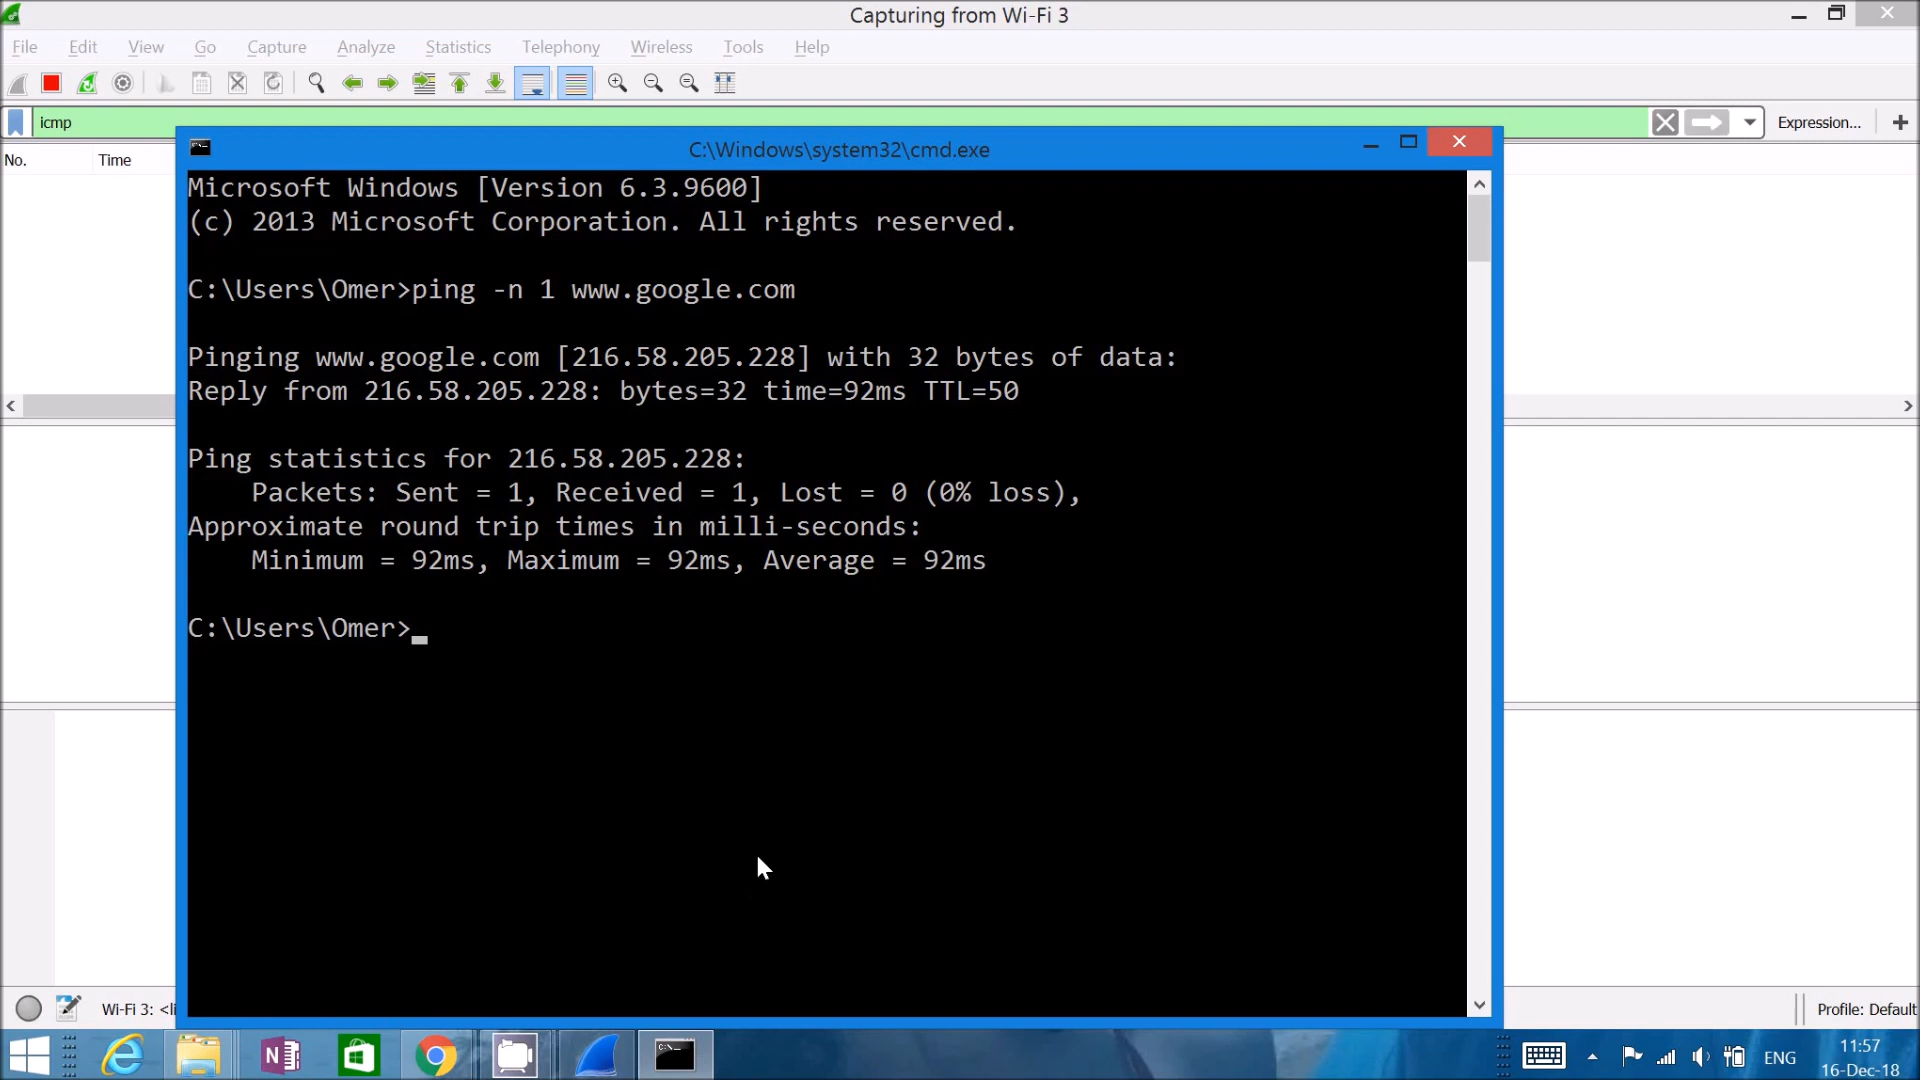 Capturing from Wi-Fi 3
File Edit View Go Capture Analyze Statistics Telephony Wireless Tools Help
icmp
Expression...
No. Time
C:\Windows\system32\cmd.exe
Microsoft Windows [Version 6.3.9600]
(c) 2013 Microsoft Corporation. All rights reserved.
C:\Users\Omer>ping -n 1 www.google.com
Pinging www.google.com [216.58.205.228] with 32 bytes of data:
Reply from 216.58.205.228: bytes=32 time=92ms TTL=50
Ping statistics for 216.58.205.228:
Packets: Sent = 1, Received = 1, Lost = 0 (0% loss),
Approximate round trip times in milli-seconds:
Minimum = 92ms, Maximum = 92ms, Average = 92ms
C:\Users\Omer>
Wi-Fi 3: <li
Profile: Default
ENG
11:57
16-Dec-18